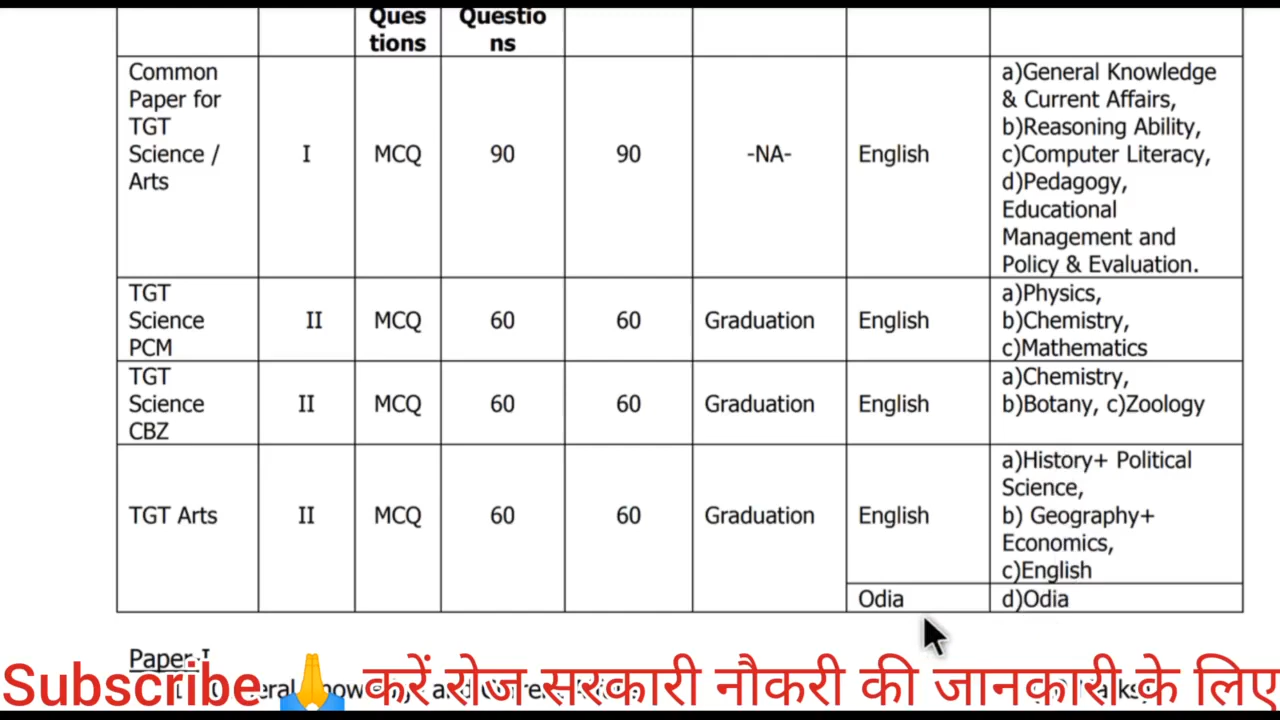 Ques Questio
tions ns
Common
Paper for
TGT
Science /
Arts
I
MCQ
90
90
-NA-
English
a)General Knowledge
& Current Affairs,
b)Reasoning Ability,
c)Computer Literacy,
d)Pedagogy,
Educational
Management and
Policy & Evaluation.
TGT
Science
PCM
II
MCQ
60
60
Graduation
English
a)Physics,
b)Chemistry,
c)Mathematics
TGT
Science
CBZ
II
MCQ
60
60
Graduation
English
a)Chemistry,
b)Botany, c)Zoology
TGT Arts
II
MCQ
60
60
Graduation
English
a)History+ Political
Science,
b) Geography+
Economics,
c)English
Odia
d)Odia
Paper-I
Subscribe 🙏 करें रोज सरकारी नौकरी की जानकारी के लिए